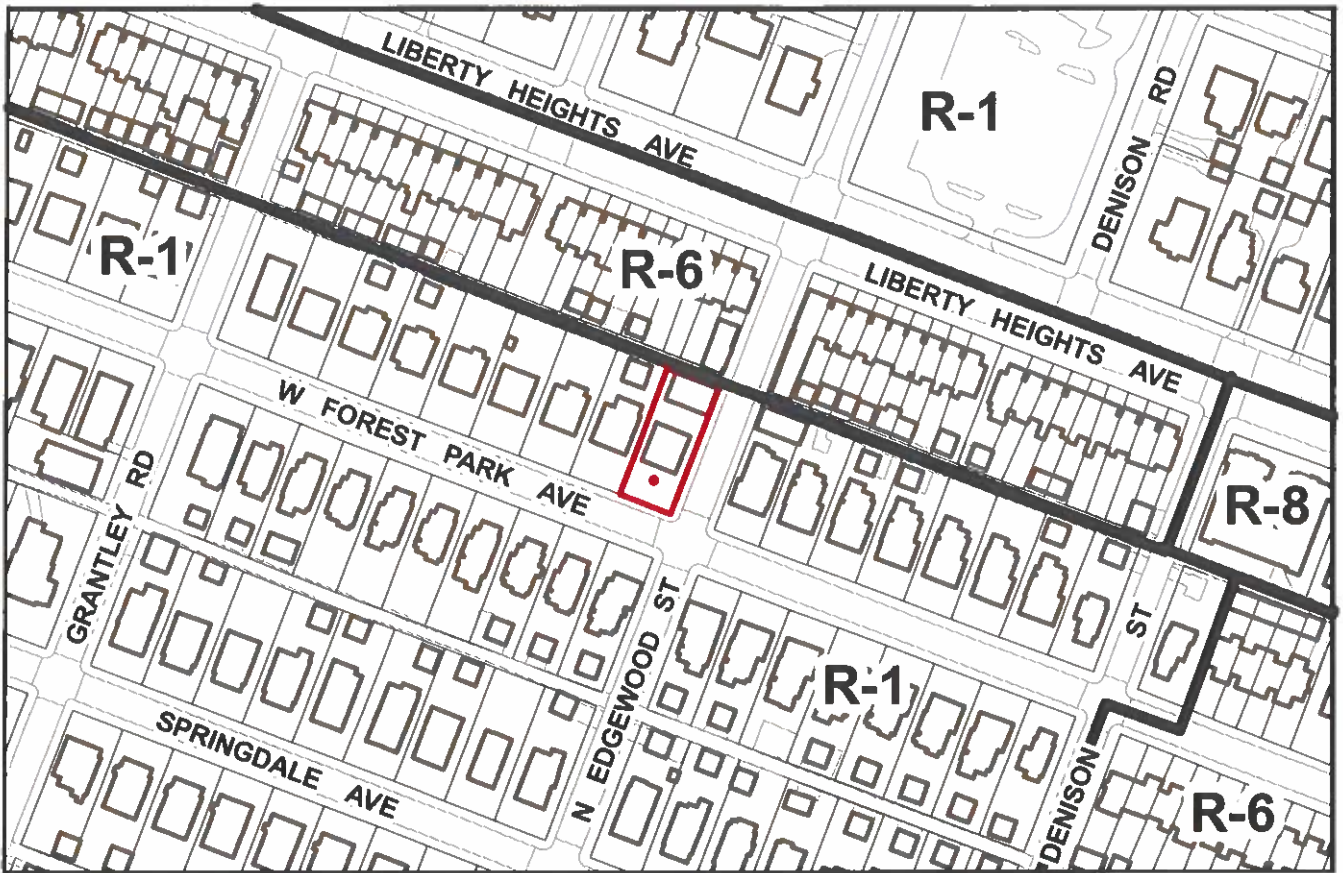 LIBERTY HEIGHTS AVE
R-1
DENISON RD
R-1
R-6
LIBERTY HEIGHTS AVE
W FOREST PARK AVE
R-8
GRANTLEY RD
N EDGEWOOD ST
DENISON ST
R-1
SPRINGDALE AVE
R-6